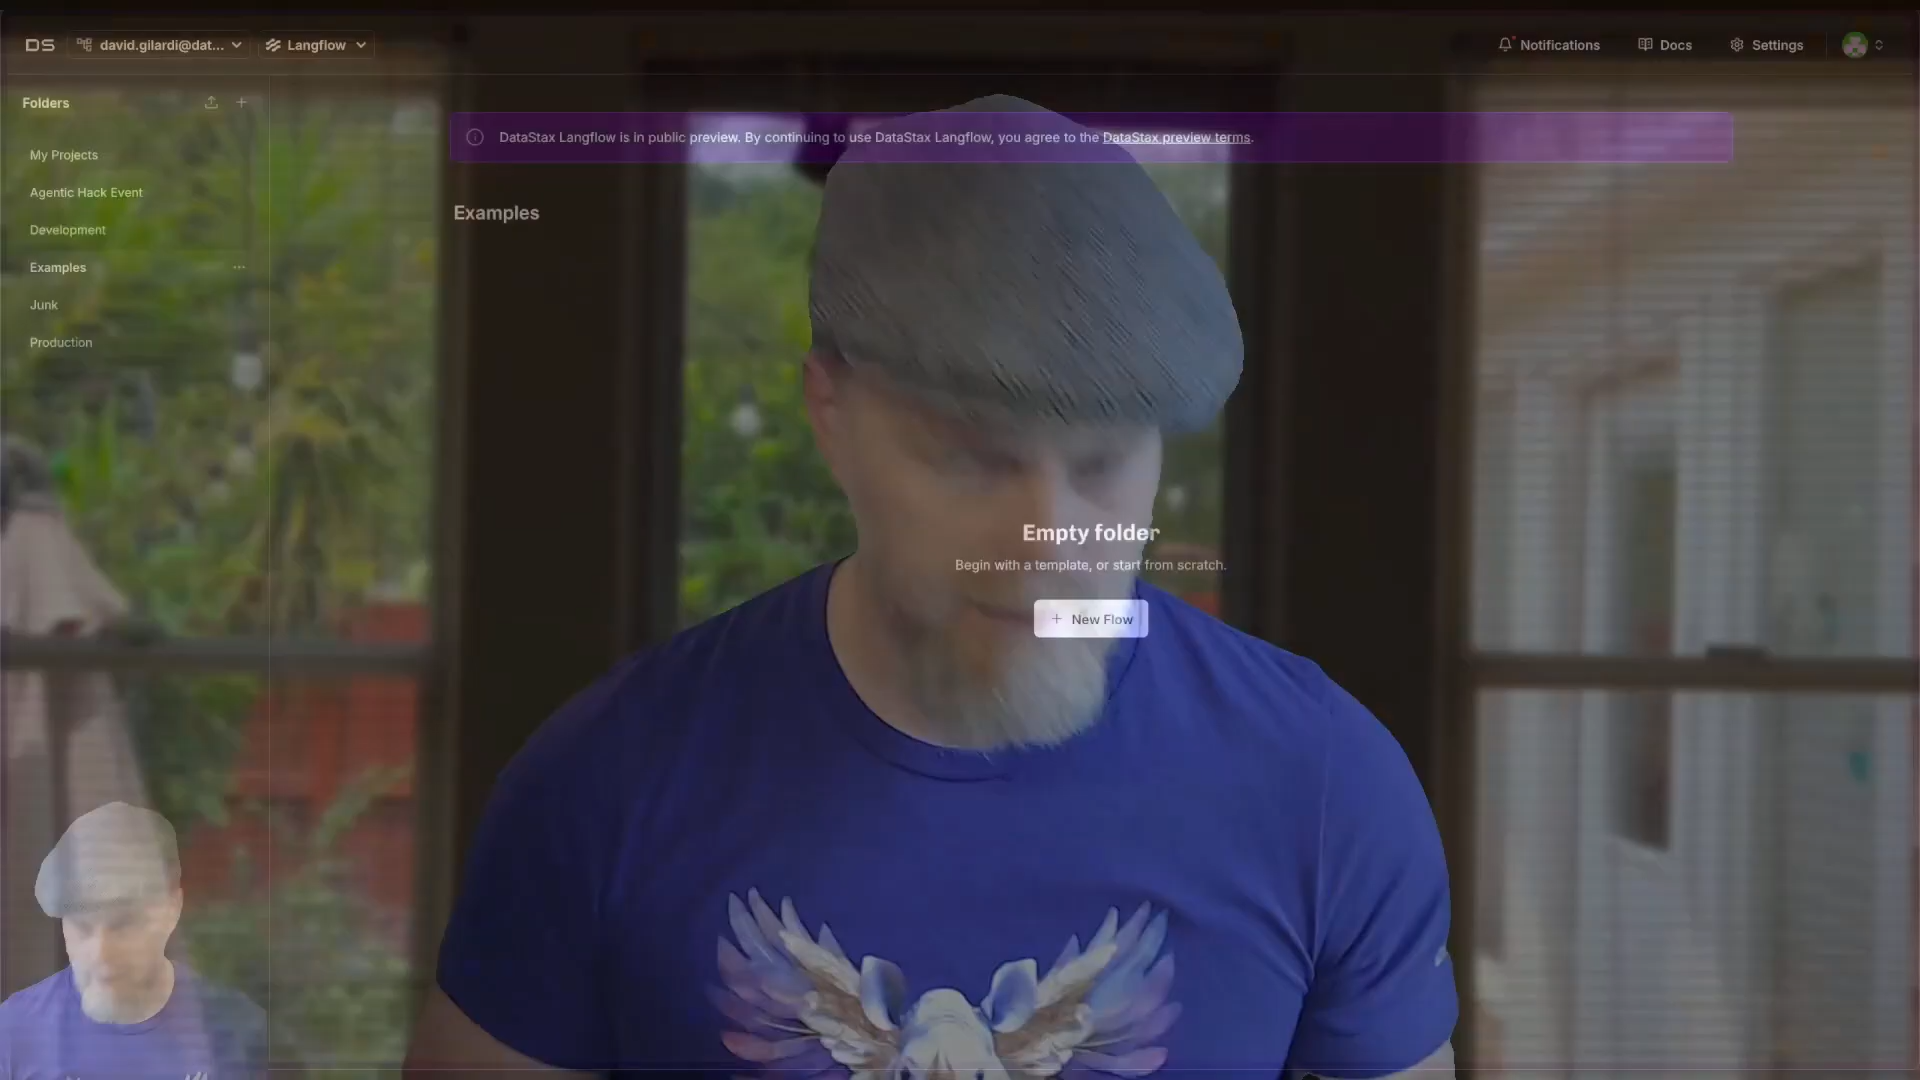 DS
david.gilardi@dat...
Langflow
Notifications
Docs
Settings
Folders
My Projects
Agentic Hack Event
Development
Examples
Junk
Production
DataStax Langflow is in public preview. By continuing to use DataStax Langflow, you agree to the DataStax preview terms.
Examples
Empty folder
Begin with a template, or start from scratch.
New Flow